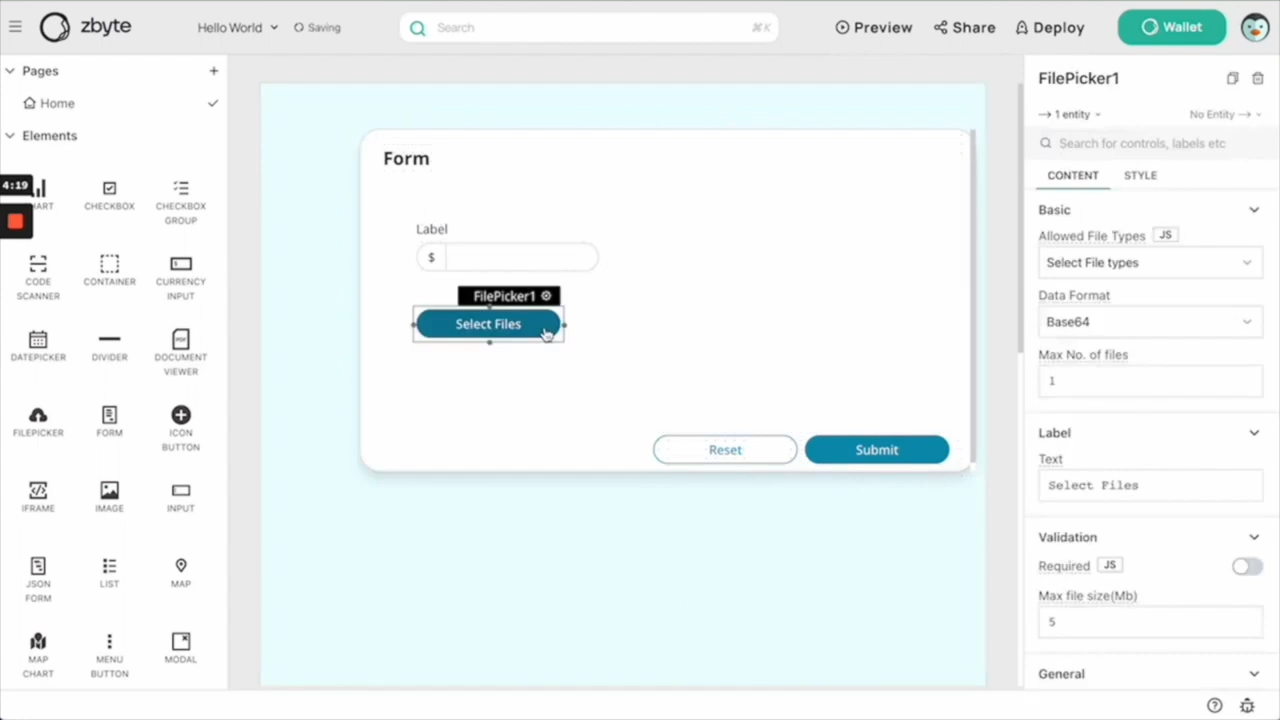 zbyte
Hello World
Saving
Search
⌘K
Preview
Share
Deploy
Wallet
Pages
Home
Elements
4:19
CHECKBOX
CHECKBOX
GROUP
CODE
SCANNER
CONTAINER
CURRENCY
INPUT
DATEPICKER
DIVIDER
DOCUMENT
VIEWER
FILEPICKER
FORM
ICON
BUTTON
IFRAME
IMAGE
INPUT
JSON
FORM
LIST
MAP
MAP
CHART
MENU
BUTTON
MODAL
Form
Label
$
FilePicker1
Select Files
Reset
Submit
FilePicker1
1 entity
No Entity
Search for controls, labels etc
CONTENT
STYLE
Basic
Allowed File Types
JS
Select File types
Data Format
Base64
Max No. of files
1
Label
Text
Select Files
Validation
Required
JS
Max file size(Mb)
5
General